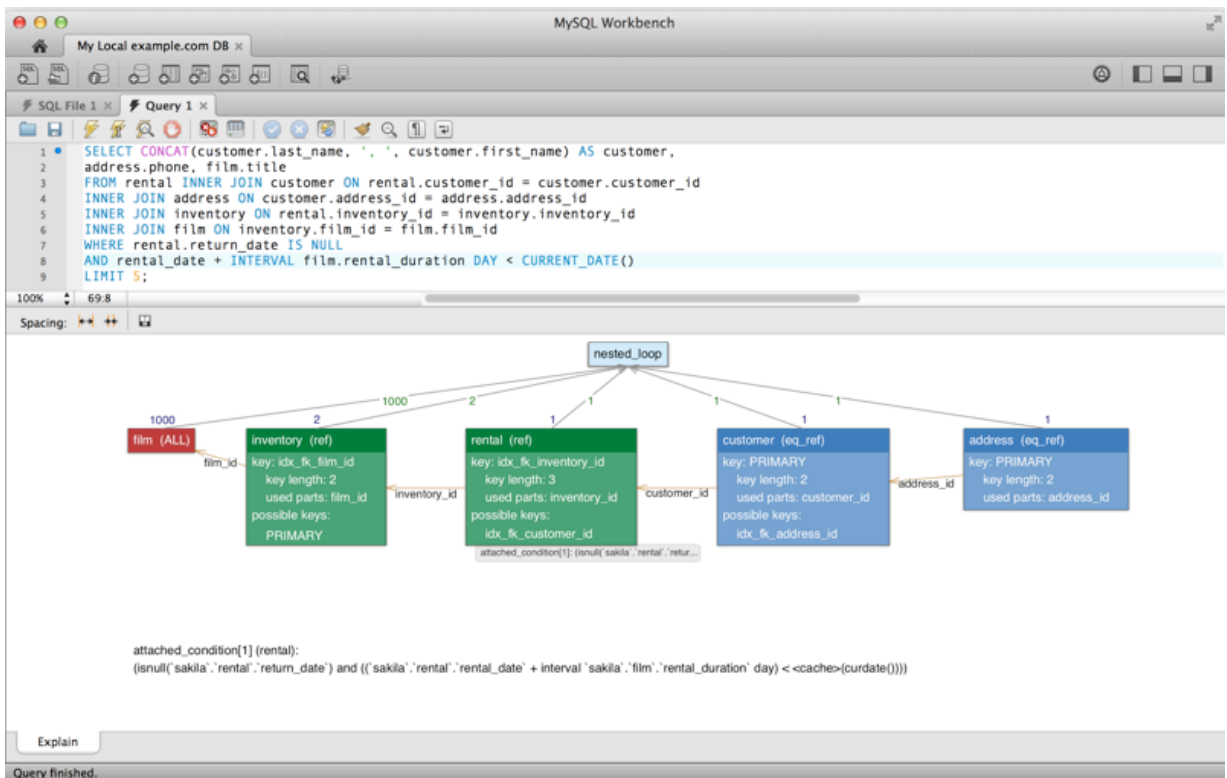 MySQL Workbench
My Local example.com DB ×
SQL File 1 ×
Query 1 ×
1 SELECT CONCAT(customer.last_name, ', ', customer.first_name) AS customer,
2 address.phone, film.title
3 FROM rental INNER JOIN customer ON rental.customer_id = customer.customer_id
4 INNER JOIN address ON customer.address_id = address.address_id
5 INNER JOIN inventory ON rental.inventory_id = inventory.inventory_id
6 INNER JOIN film ON inventory.film_id = film.film_id
7 WHERE rental.return_date IS NULL
8 AND rental_date + INTERVAL film.rental_duration DAY < CURRENT_DATE()
9 LIMIT 5;
100% 69:8
Spacing:
nested_loop
1000 2 1 1 1
1000 2 1 1 1
film (ALL)
film_id
inventory (ref)
key: idx_fk_film_id
key length: 2
used parts: film_id
possible keys:
PRIMARY
inventory_id
rental (ref)
key: idx_fk_inventory_id
key length: 3
used parts: inventory_id
possible keys:
idx_fk_customer_id
attached_condition[1]: (isnull(`sakila`.`rental`.`retur...
customer_id
customer (eq_ref)
key: PRIMARY
key length: 2
used parts: customer_id
possible keys:
idx_fk_address_id
address_id
address (eq_ref)
key: PRIMARY
key length: 2
used parts: address_id
attached_condition[1] (rental):
(isnull(`sakila`.`rental`.`return_date`) and ((`sakila`.`rental`.`rental_date` + interval `sakila`.`film`.`rental_duration` day) < <cache>(curdate())))
Explain
Query finished.